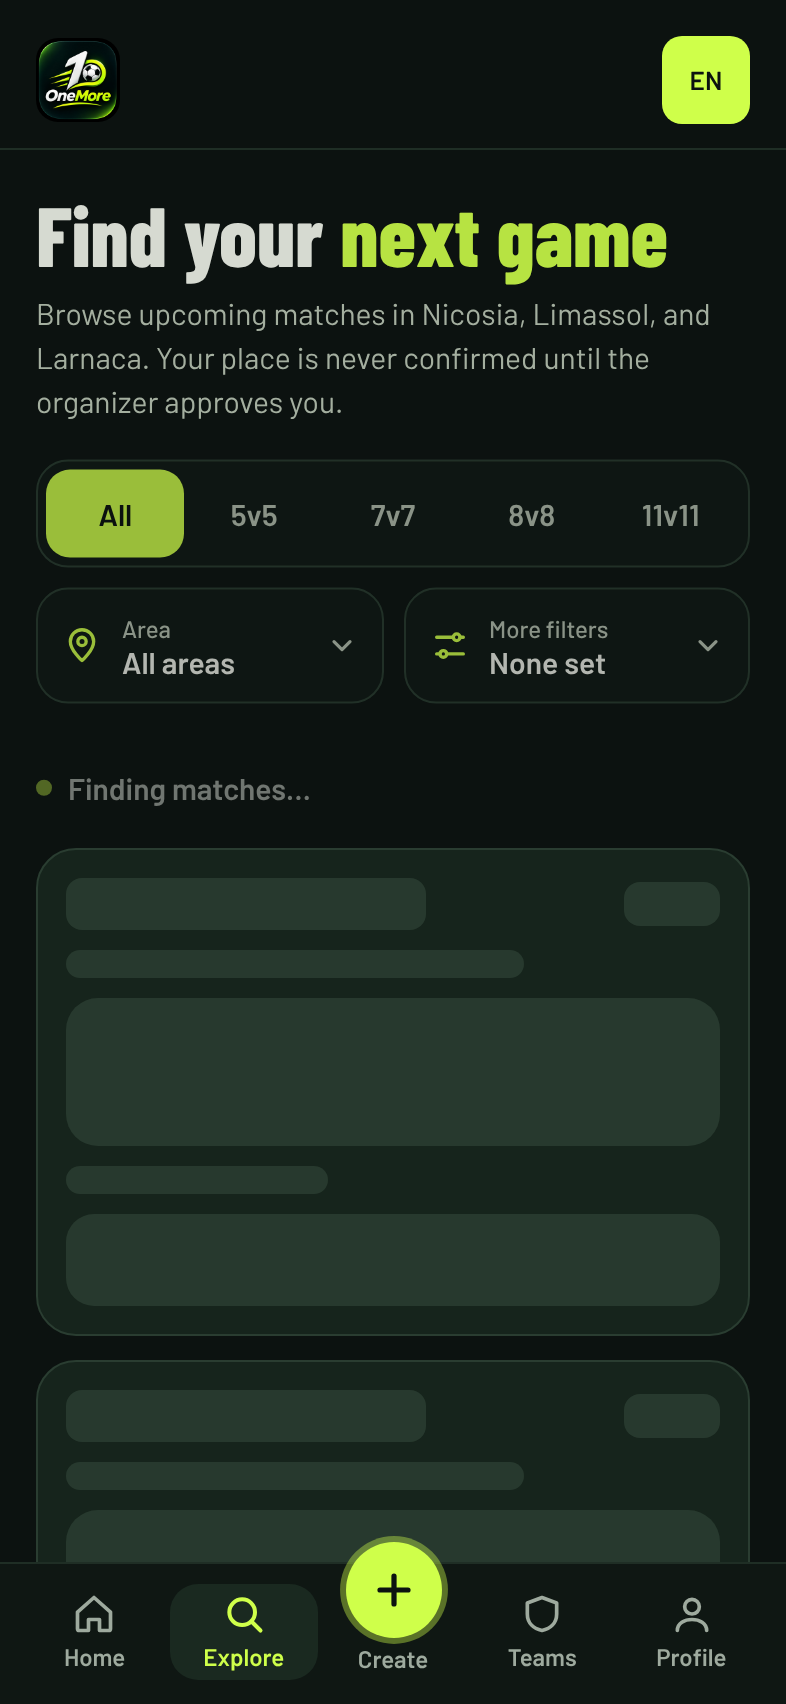 OneMore
EN
Find your next game
Browse upcoming matches in Nicosia, Limassol, and
Larnaca. Your place is never confirmed until the
organizer approves you.
All
5v5
7v7
8v8
11v11
Area
All areas
More filters
None set
Finding matches...
Home
Explore
Create
Teams
Profile